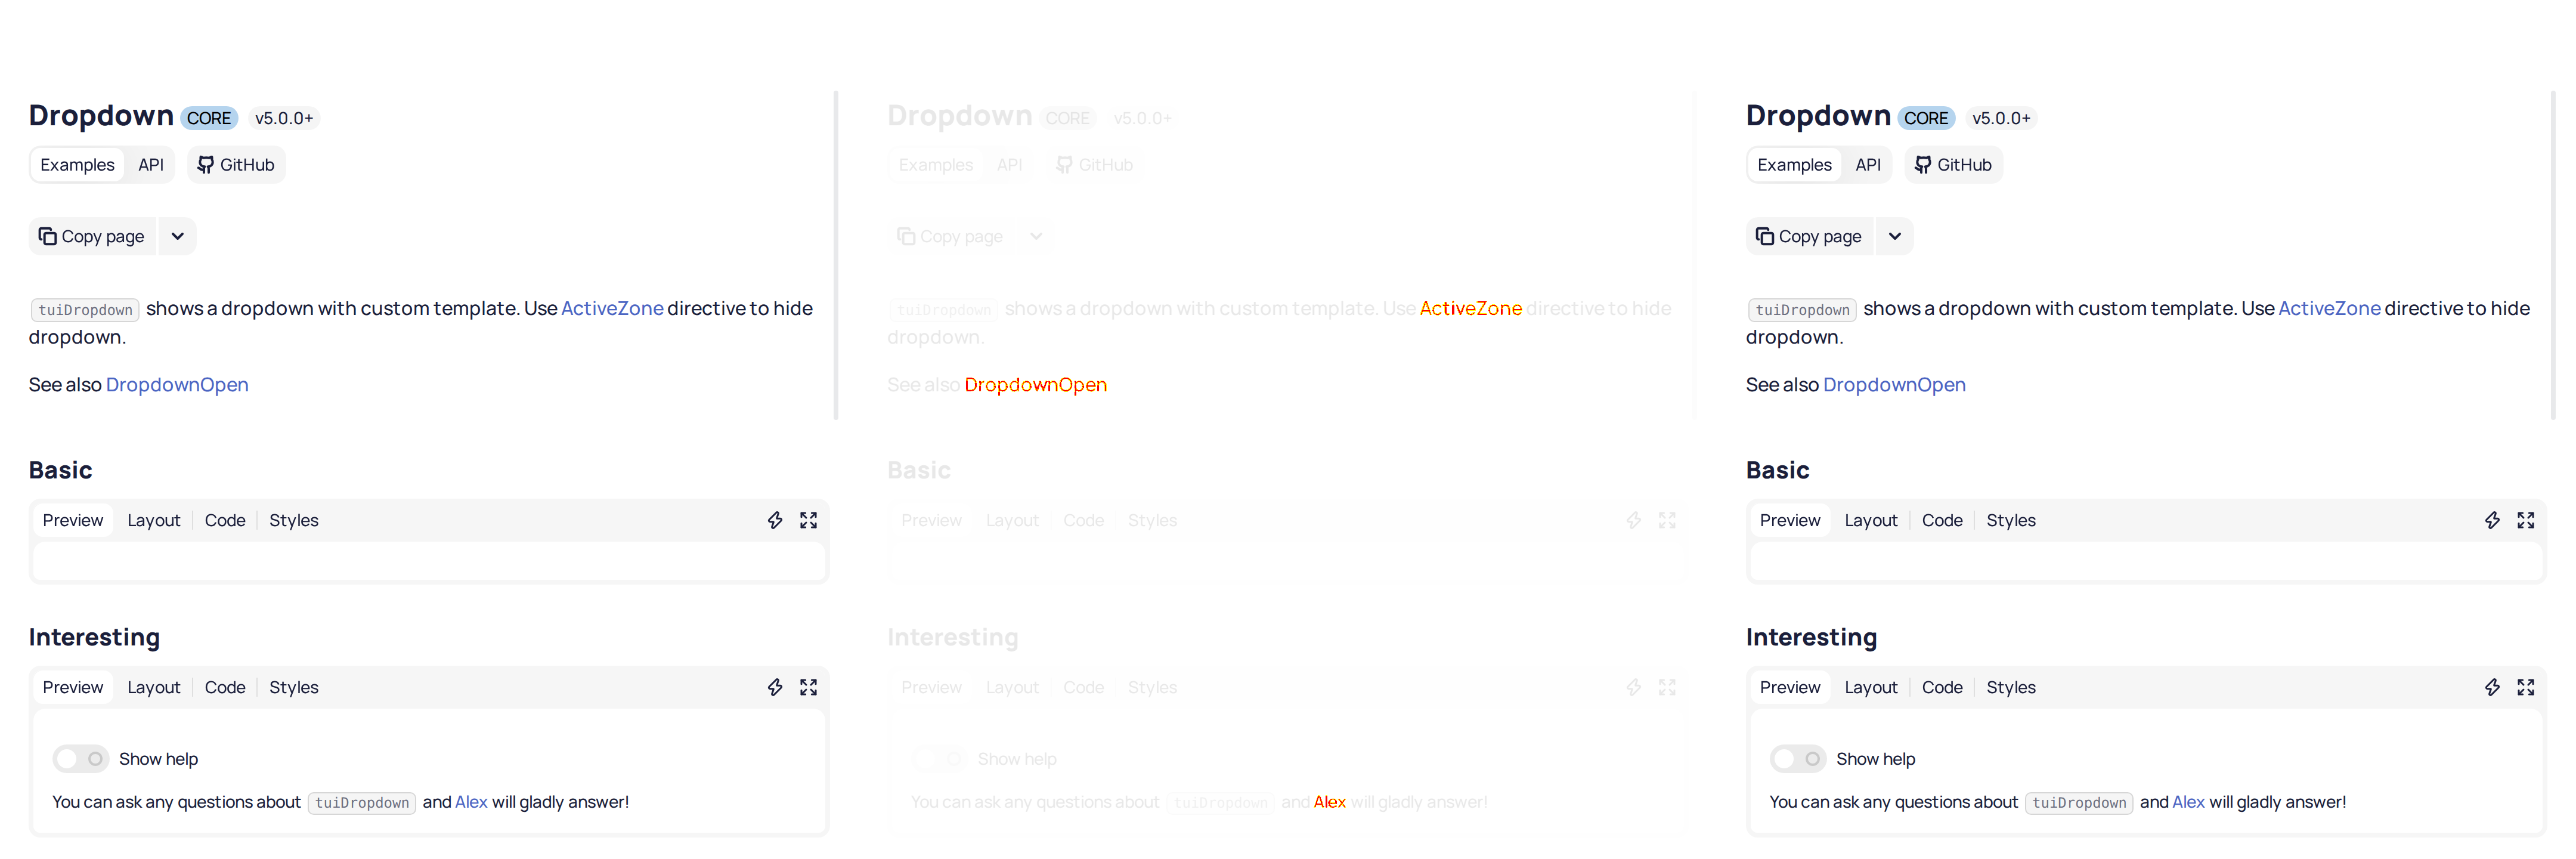 Dropdown CORE v5.0.0+
Examples API GitHub
Copy page
tuiDropdown shows a dropdown with custom template. Use ActiveZone directive to hide
dropdown.
See also DropdownOpen
Basic
Preview Layout Code Styles
Interesting
Preview Layout Code Styles
Show help
You can ask any questions about tuiDropdown and Alex will gladly answer!
Dropdown CORE v5.0.0+
Examples API GitHub
Copy page
tuiDropdown shows a dropdown with custom template. Use ActiveZone directive to hide
dropdown.
See also DropdownOpen
Basic
Preview Layout Code Styles
Interesting
Preview Layout Code Styles
Show help
You can ask any questions about tuiDropdown and Alex will gladly answer!
Dropdown CORE v5.0.0+
Examples API GitHub
Copy page
tuiDropdown shows a dropdown with custom template. Use ActiveZone directive to hide
dropdown.
See also DropdownOpen
Basic
Preview Layout Code Styles
Interesting
Preview Layout Code Styles
Show help
You can ask any questions about tuiDropdown and Alex will gladly answer!